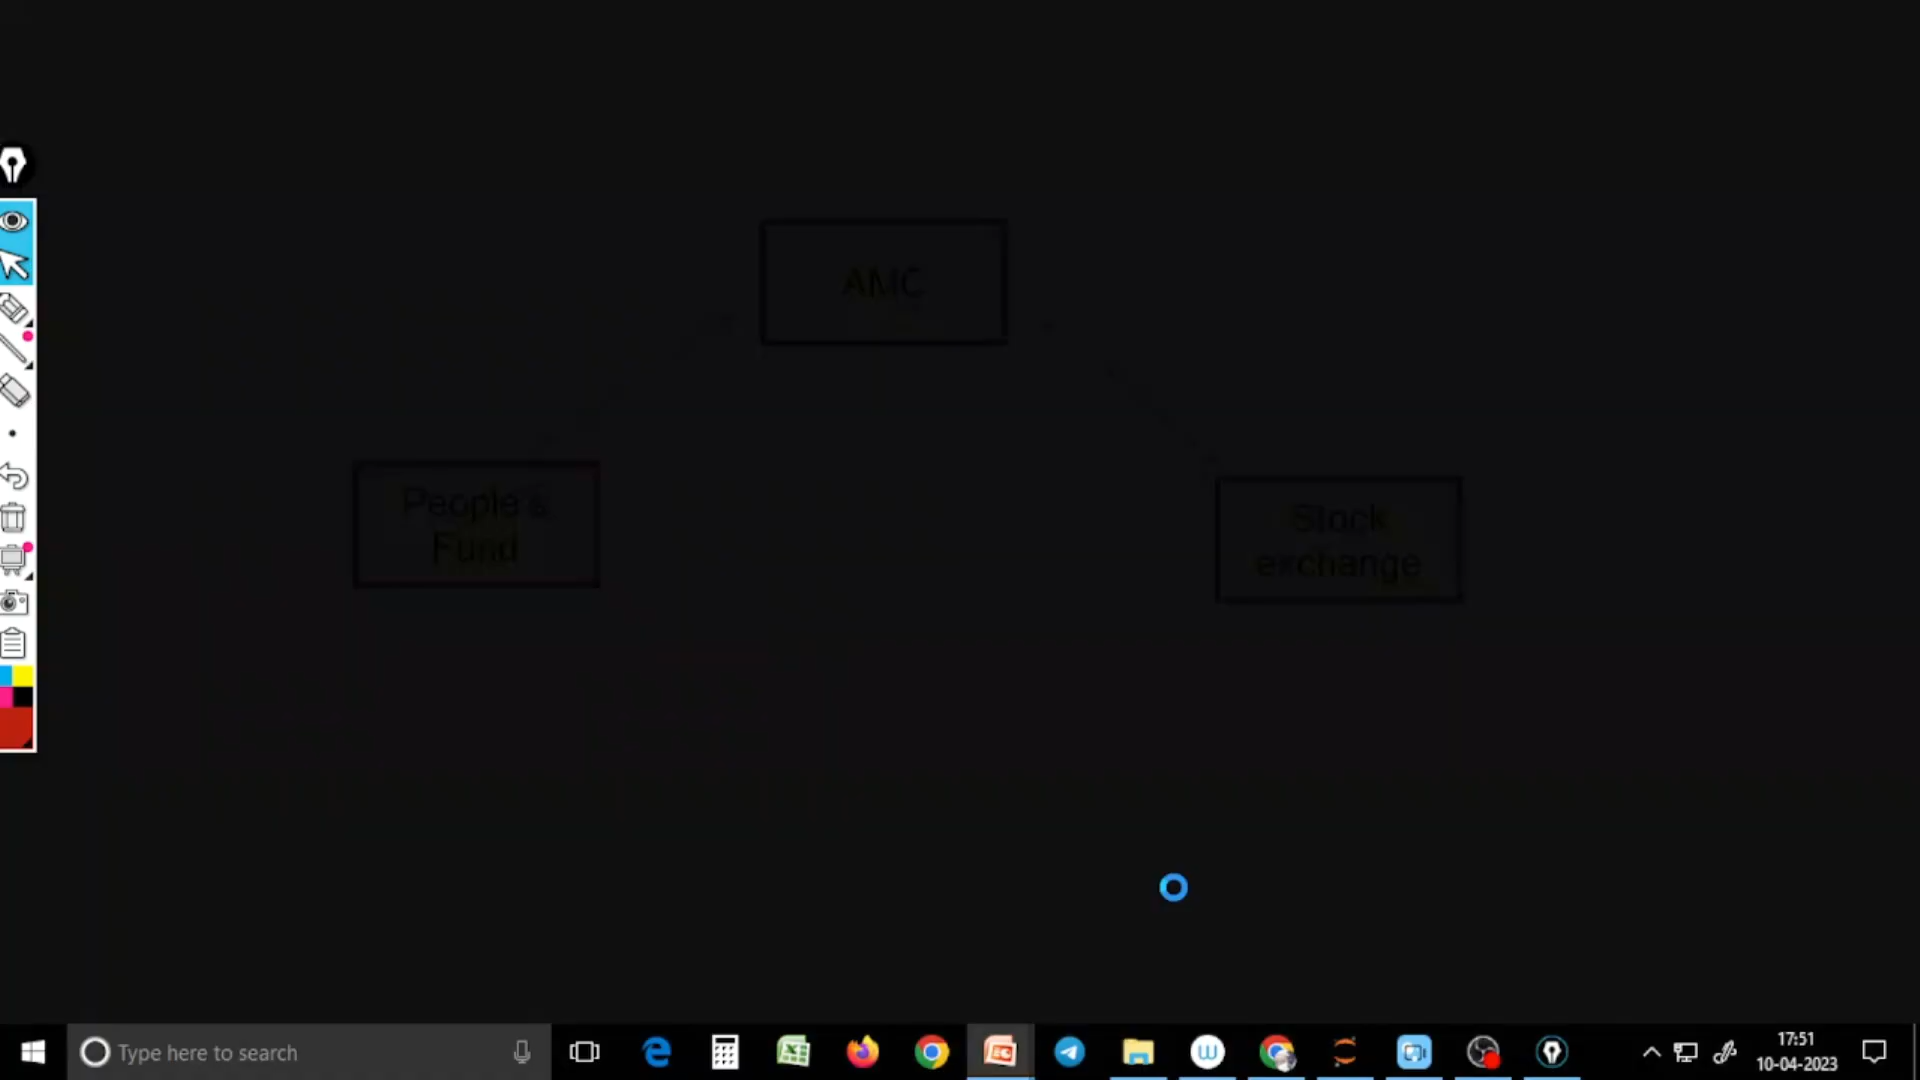 AMC
People s
Fund
Stock
exchange
Type here to search
17:51
10-04-2023